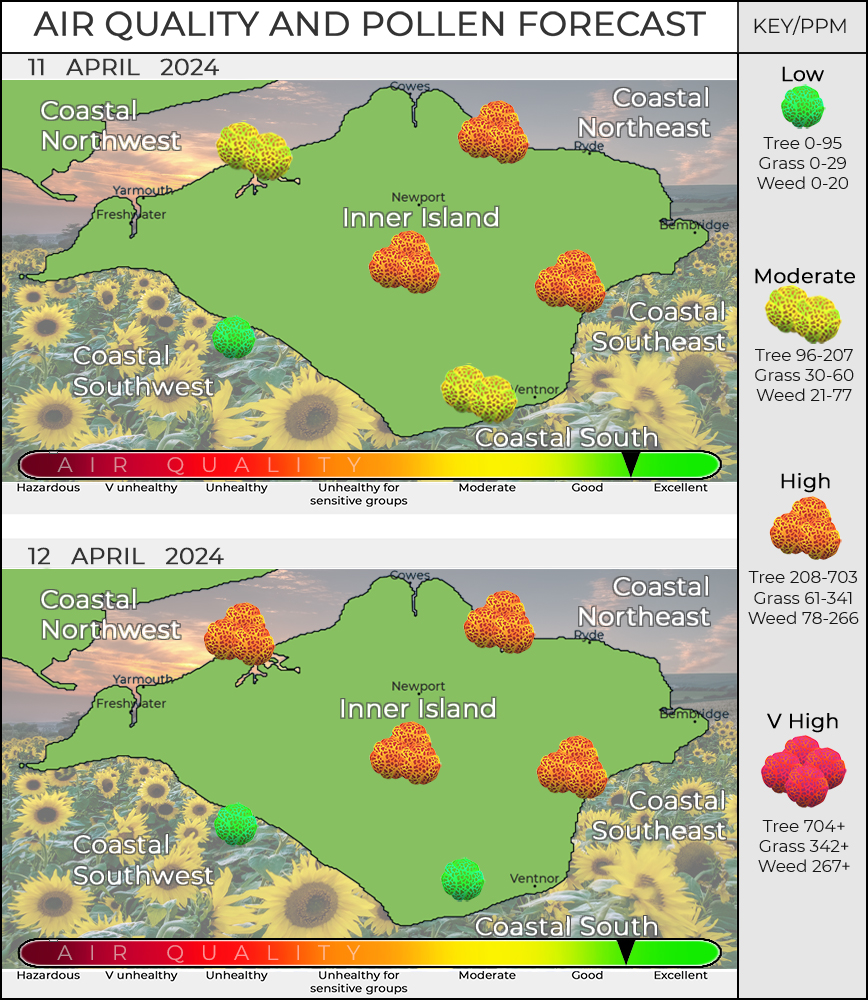 AIR QUALITY AND POLLEN FORECAST
KEY/PPM
11 APRIL 2024
Cowes
Coastal
Northwest
Coastal
Northeast
Ryde
Yarmouth
Freshwater
Newport
Inner Island
Bembridge
Coastal
Southeast
Coastal
Southwest
Ventnor
Coastal South
AIR QUALITY
Hazardous
V unhealthy
Unhealthy
Unhealthy for
sensitive groups
Moderate
Good
Excellent
12 APRIL 2024
Cowes
Coastal
Northwest
Coastal
Northeast
Ryde
Yarmouth
Freshwater
Newport
Inner Island
Bembridge
Coastal
Southeast
Coastal
Southwest
Ventnor
Coastal South
AIR QUALITY
Hazardous
V unhealthy
Unhealthy
Unhealthy for
sensitive groups
Moderate
Good
Excellent
Low
Tree 0-95
Grass 0-29
Weed 0-20
Moderate
Tree 96-207
Grass 30-60
Weed 21-77
High
Tree 208-703
Grass 61-341
Weed 78-266
V High
Tree 704+
Grass 342+
Weed 267+